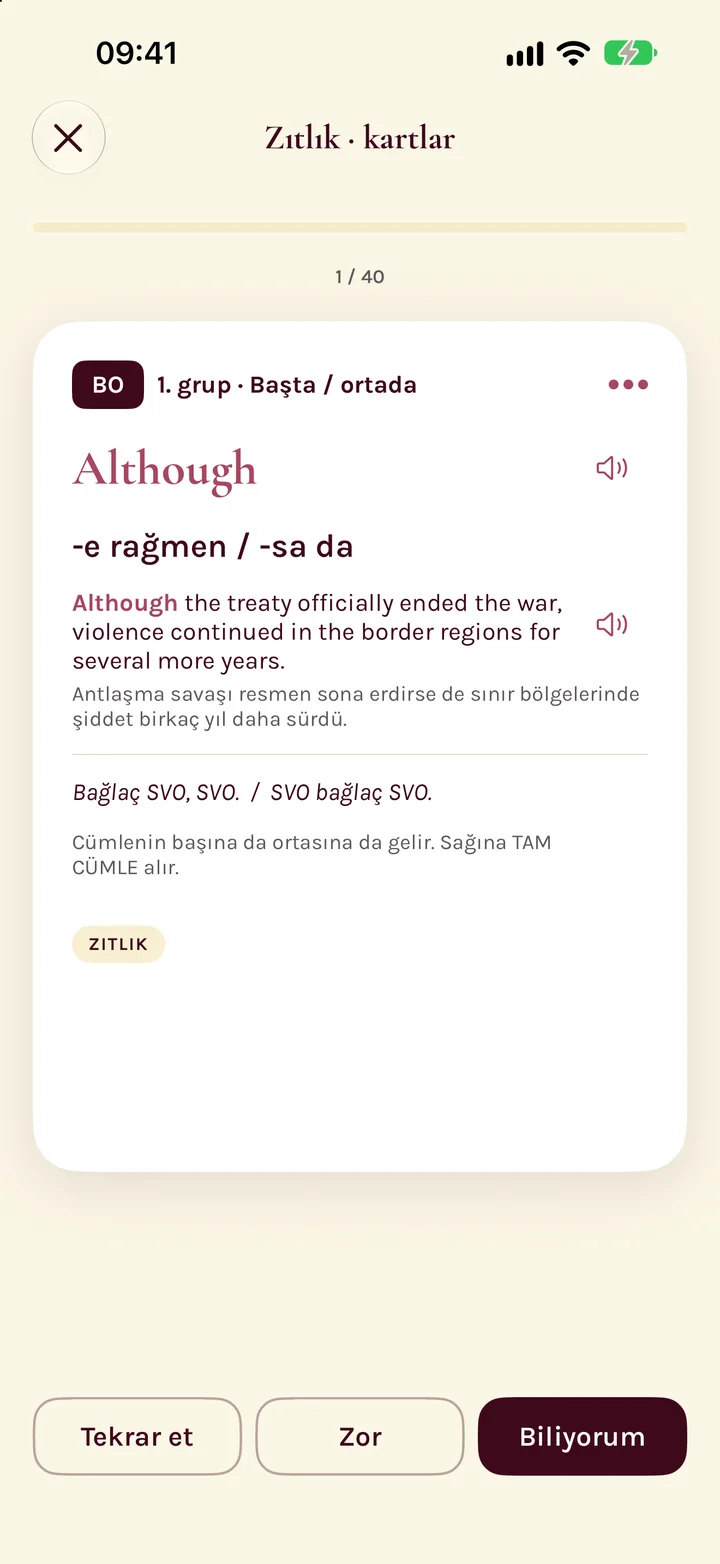 09:41
Zıtlık · kartlar
1 / 40
BO 1. grup · Başta / ortada
Although
-e rağmen / -sa da
Although the treaty officially ended the war,
violence continued in the border regions for
several more years.
Antlaşma savaşı resmen sona erdirse de sınır bölgelerinde
şiddet birkaç yıl daha sürdü.
Bağlaç SVO, SVO. / SVO bağlaç SVO.
Cümlenin başına da ortasına da gelir. Sağına TAM
CÜMLE alır.
ZITLIK
Tekrar et
Zor
Biliyorum